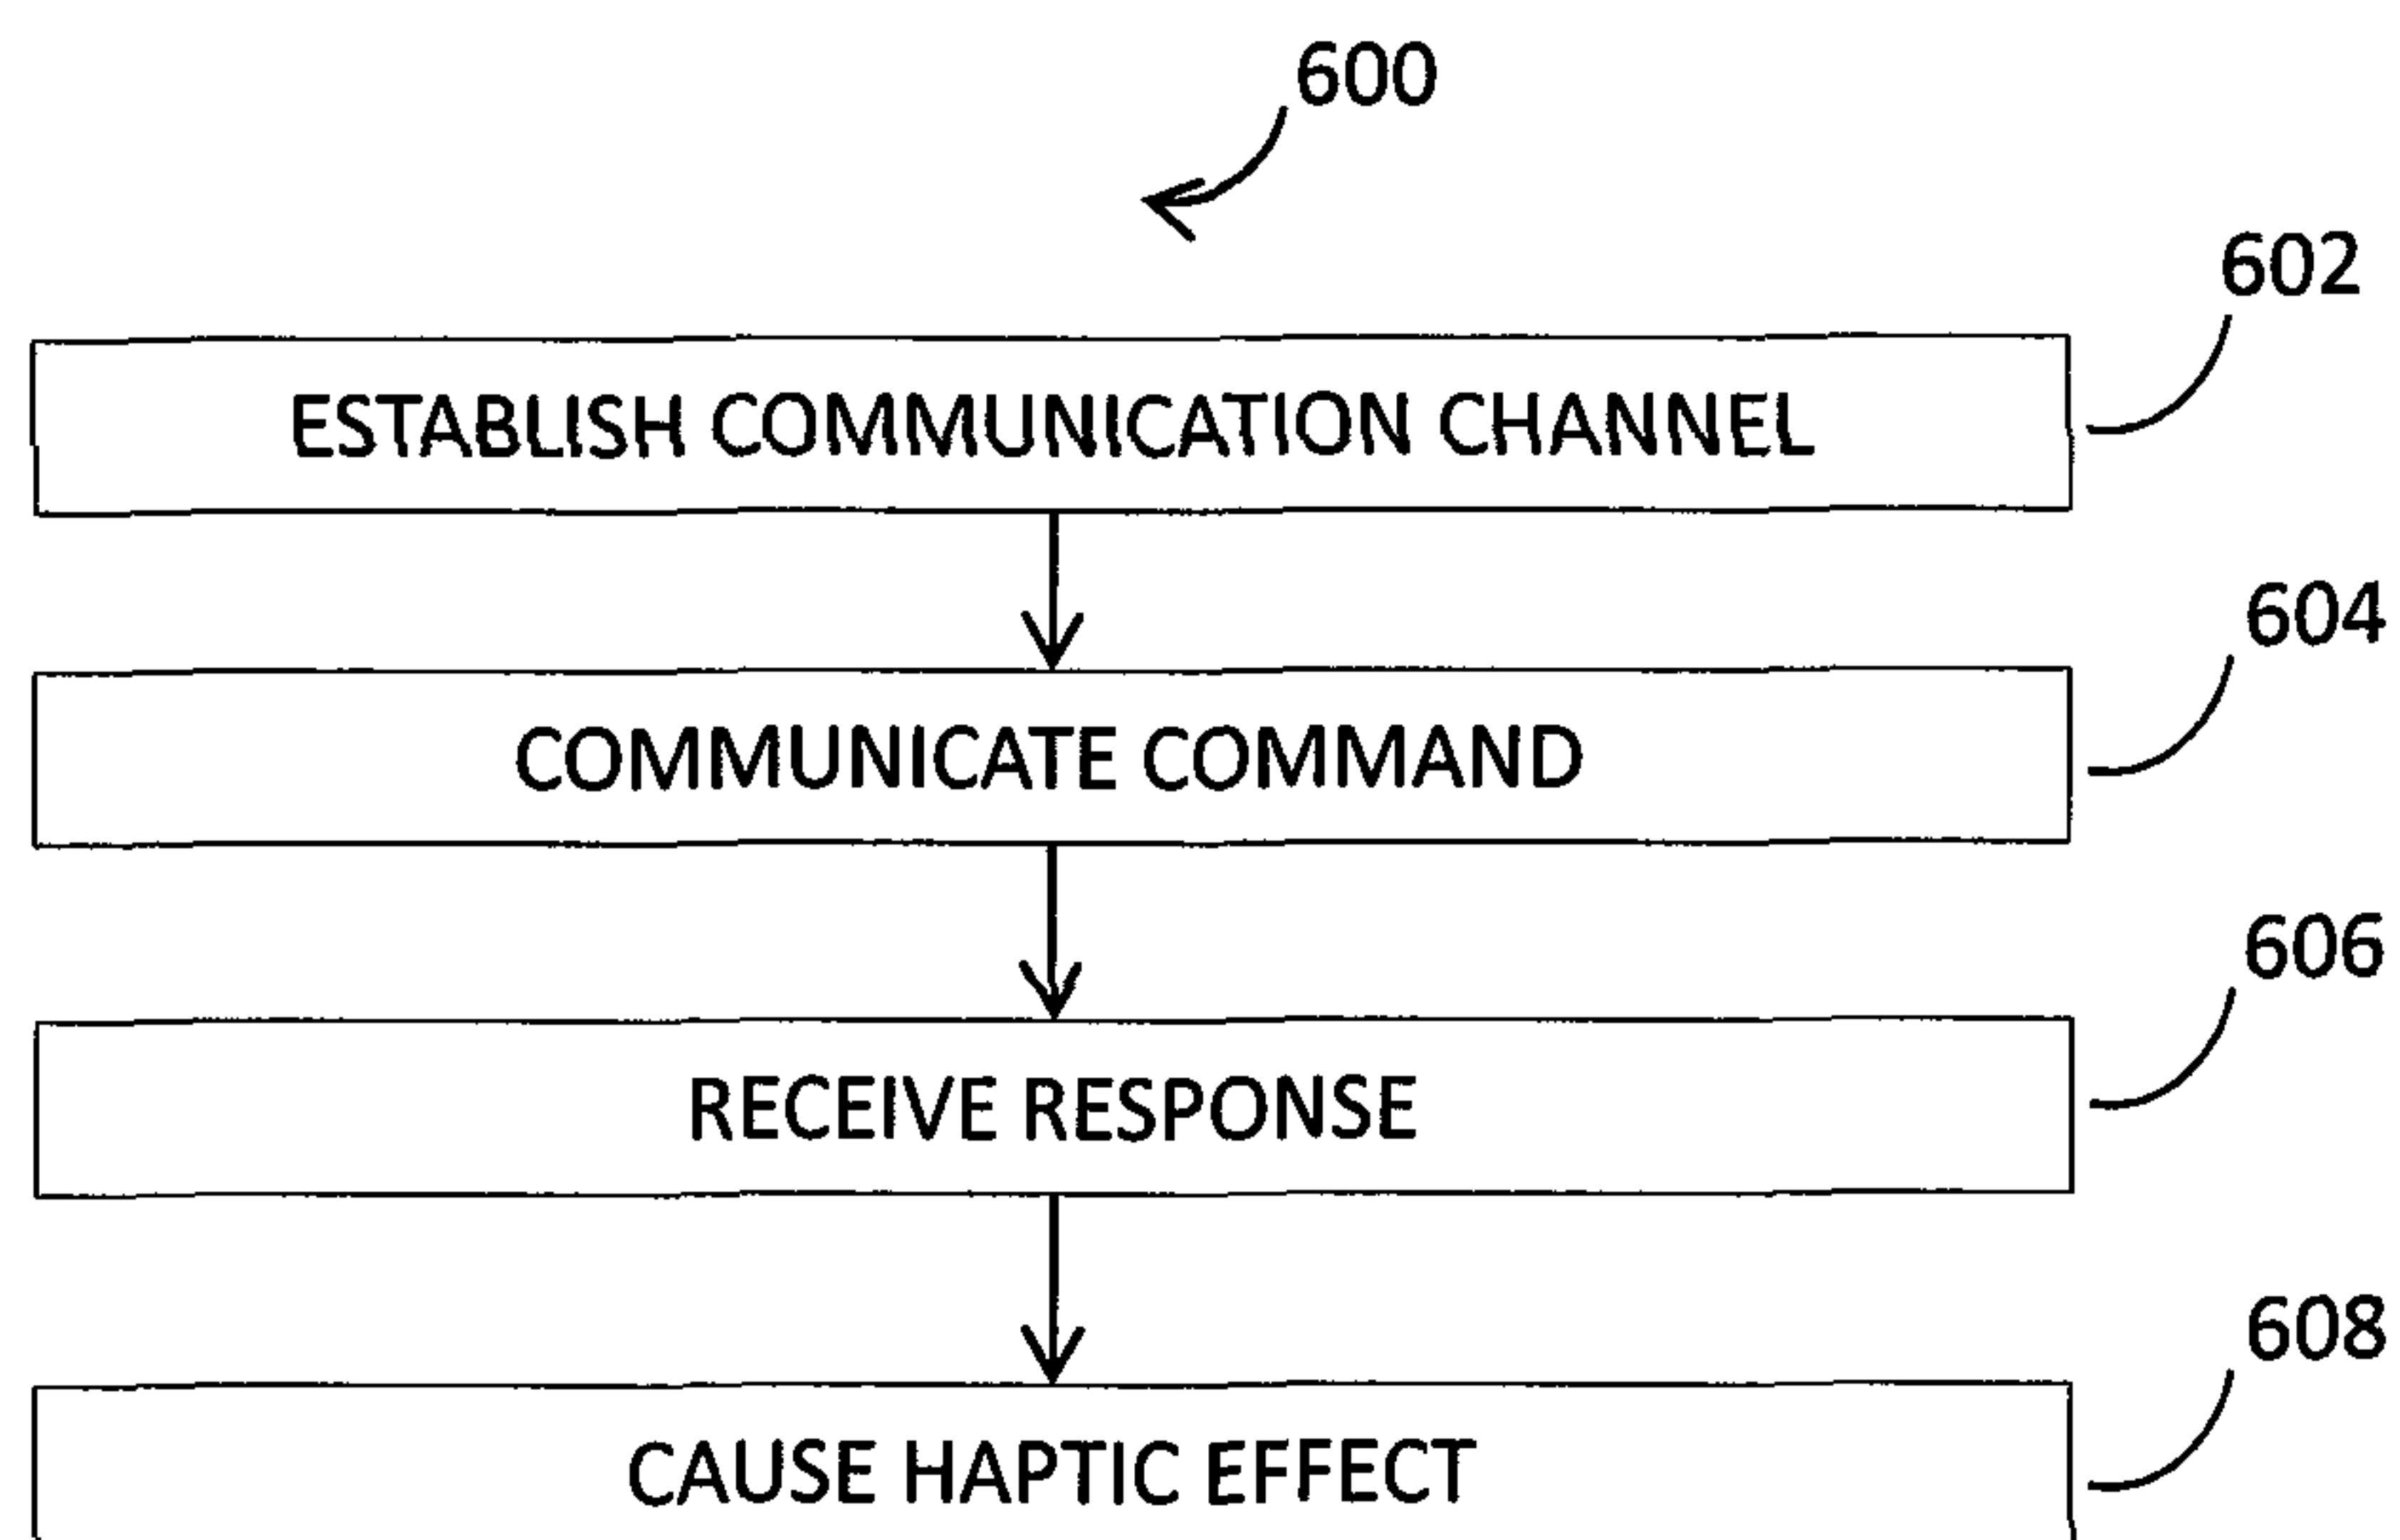 600
602
ESTABLISH COMMUNICATION CHANNEL
604
COMMUNICATE COMMAND
606
RECEIVE RESPONSE
608
CAUSE HAPTIC EFFECT